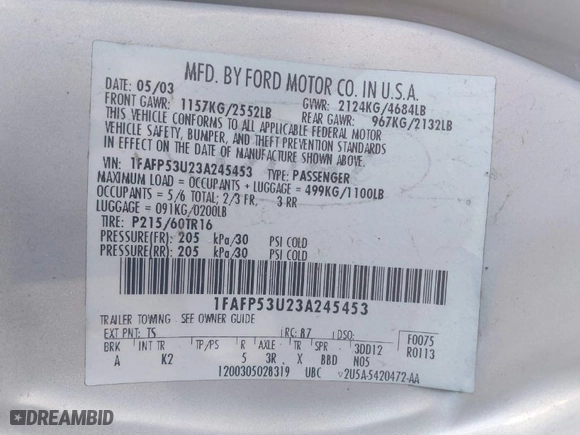 MFD. BY FORD MOTOR CO. IN U.S.A.
DATE 05/03 GVWR: 2124KG/4684LB
FRONT GAWR: 1157KG/2552LB REAR GAWR: 967KG/2132LB
THIS VEHICLE CONFORMS TO ALL APPLICABLE FEDERAL MOTOR
VEHICLE SAFETY, BUMPER, AND THEFT PREVENTION STANDARDS
IN EFFECT ON THE DATE OF MANUFACTURE SHOWN ABOVE.
VIN: 1FAFP53U23A245453 TYPE: PASSENGER
MAXIMUM LOAD = OCCUPANTS + LUGGAGE = 499KG/1100LB
OCCUPANTS = 5/6 TOTAL; 2/3 FR, 3 RR
LUGGAGE = 091KG/0200LB
TIRE: P215/60TR16
PRESSURE(FR): 205 kPa/30 PSI COLD
PRESSURE(RR): 205 kPa/30 PSI COLD
1FAFP53U23A245453
TRAILER TOWING SEE OWNER GUIDE
EXT PNT: TS RC: 87 DSO: F0075
BRK INT TR TP/PS R AXLE TR SPR 3DD12 R0113
A K2 5 3R X BBD N05
1200305028319 UBC 2U5A-5420472-AA
DREAMBID